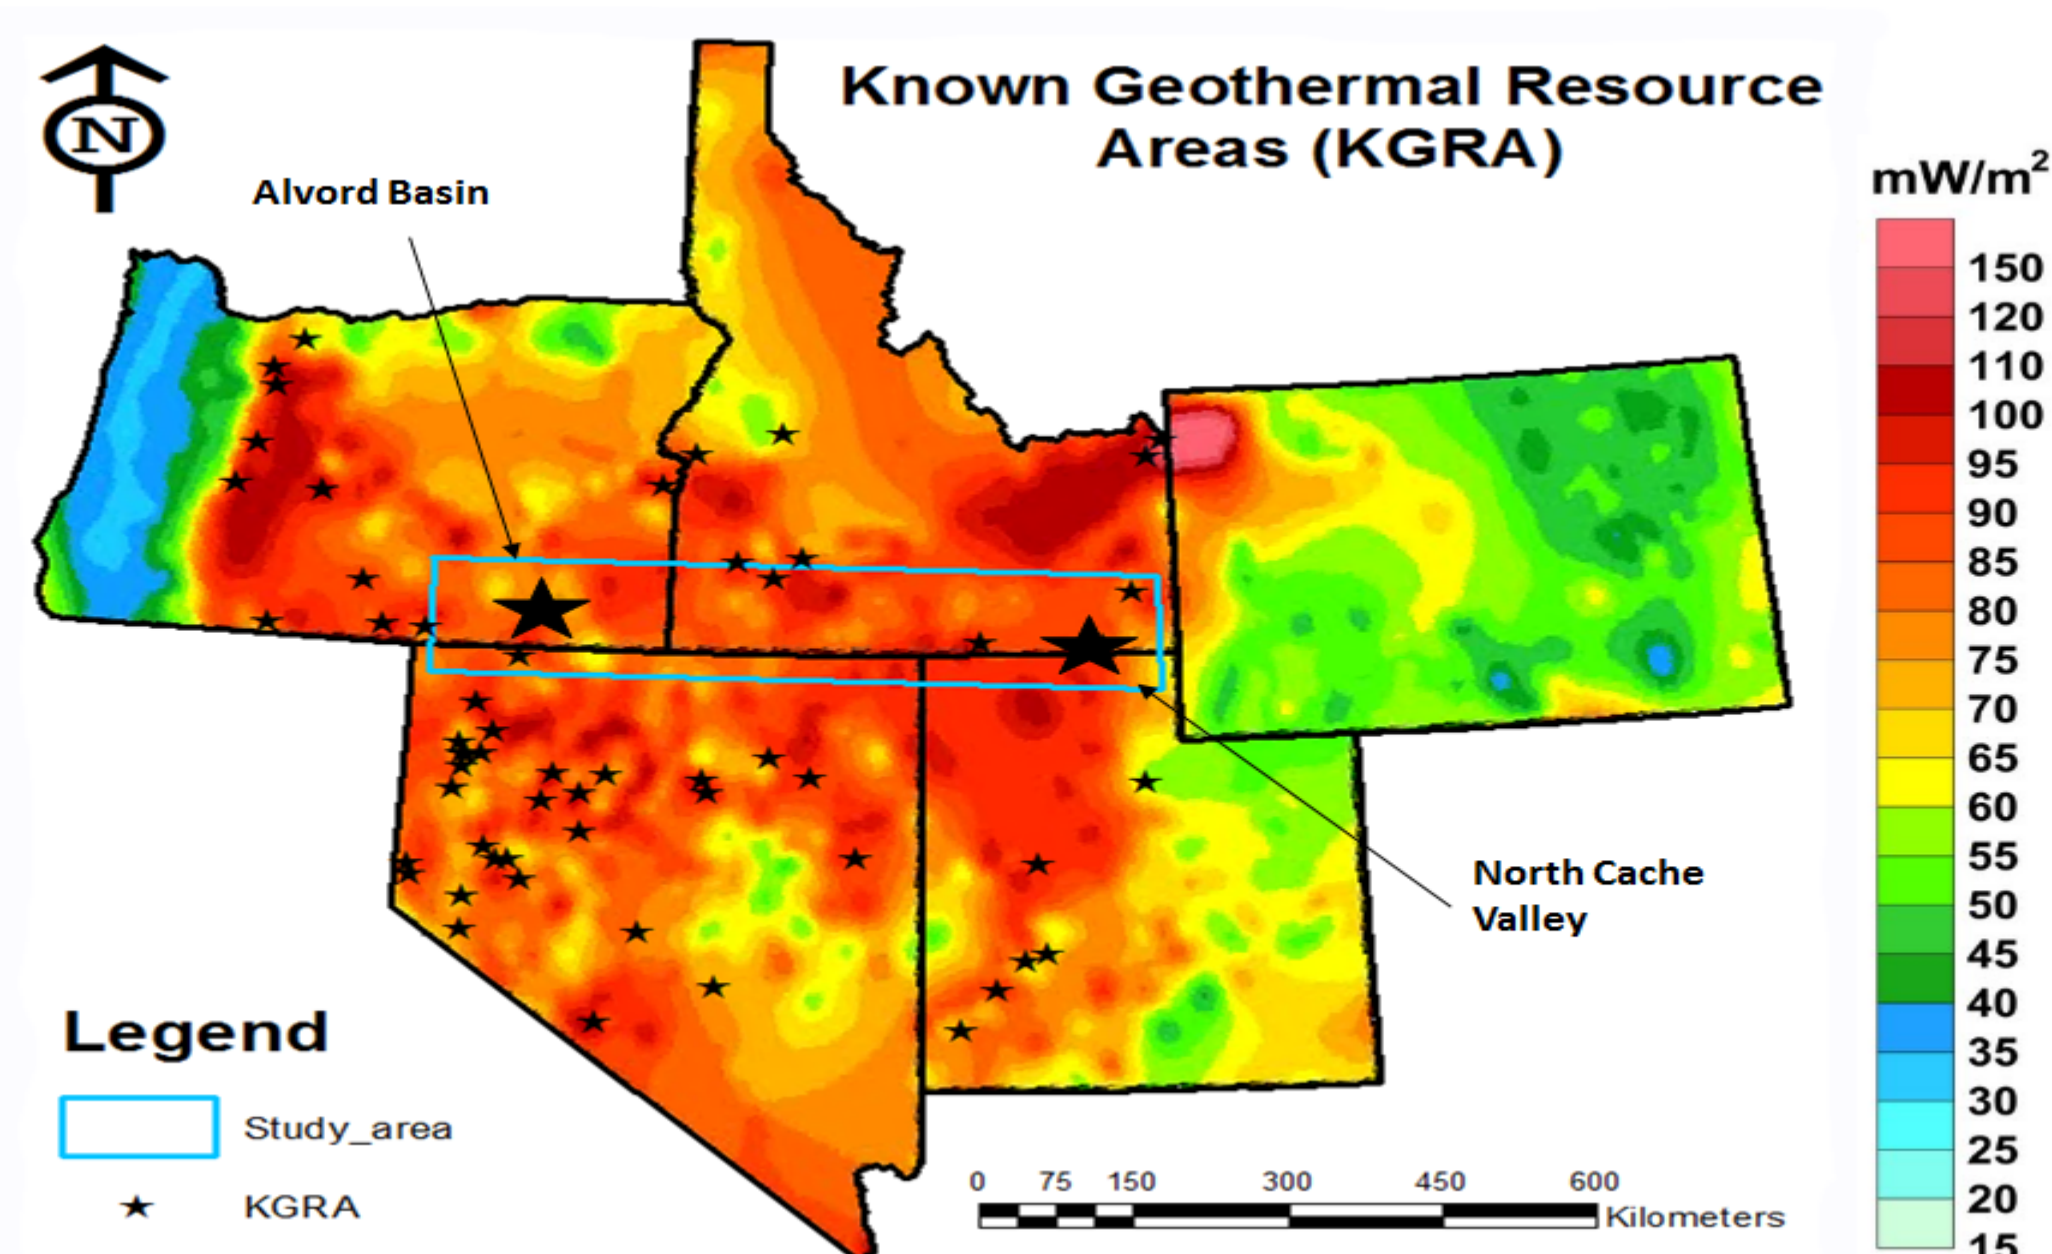 Known Geothermal Resource
Areas (KGRA)
N
Alvord Basin
mW/m²
150
120
110
100
95
90
85
80
75
70
65
60
55
50
45
40
35
30
25
20
15
North Cache
Valley
Legend
Study_area
KGRA
0 75 150 300 450 600
Kilometers